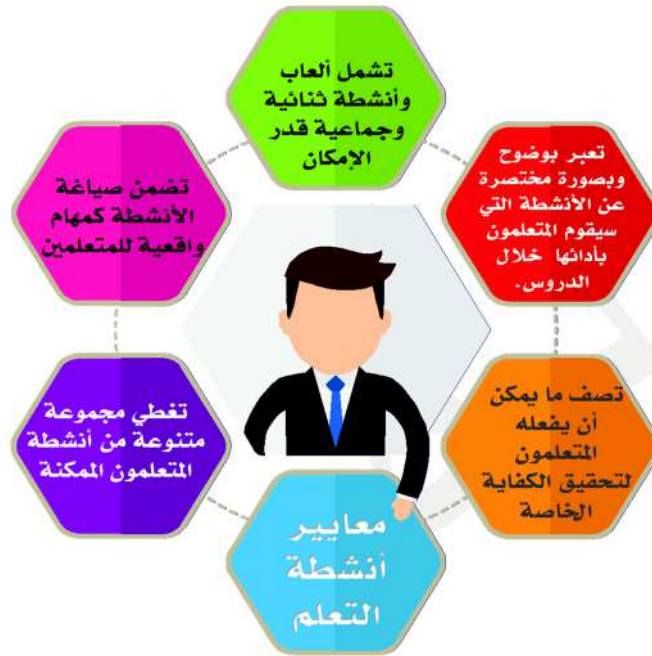 تشمل ألعاب
وأنشطة ثنائية
وجماعية قدر
الإمكان
تعبر بوضوح
وبصورة مختصرة
عن الأنشطة التي
سيقوم المتعلمون
بأدائها خلال
الدروس.
تضمن صياغة
الأنشطة كمهام
واقعية للمتعلمين
تصف ما يمكن
أن يفعله
المتعلمون
لتحقيق الكفاية
الخاصة
تغطي مجموعة
متنوعة من أنشطة
المتعلمون الممكنة
معايير
أنشطة
التعلم